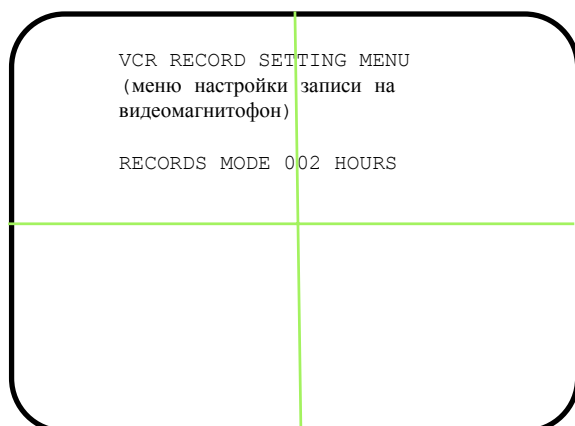 VCR RECORD SETTING MENU
(меню настройки записи на
видеомагнитофон)
RECORDS MODE 002 HOURS